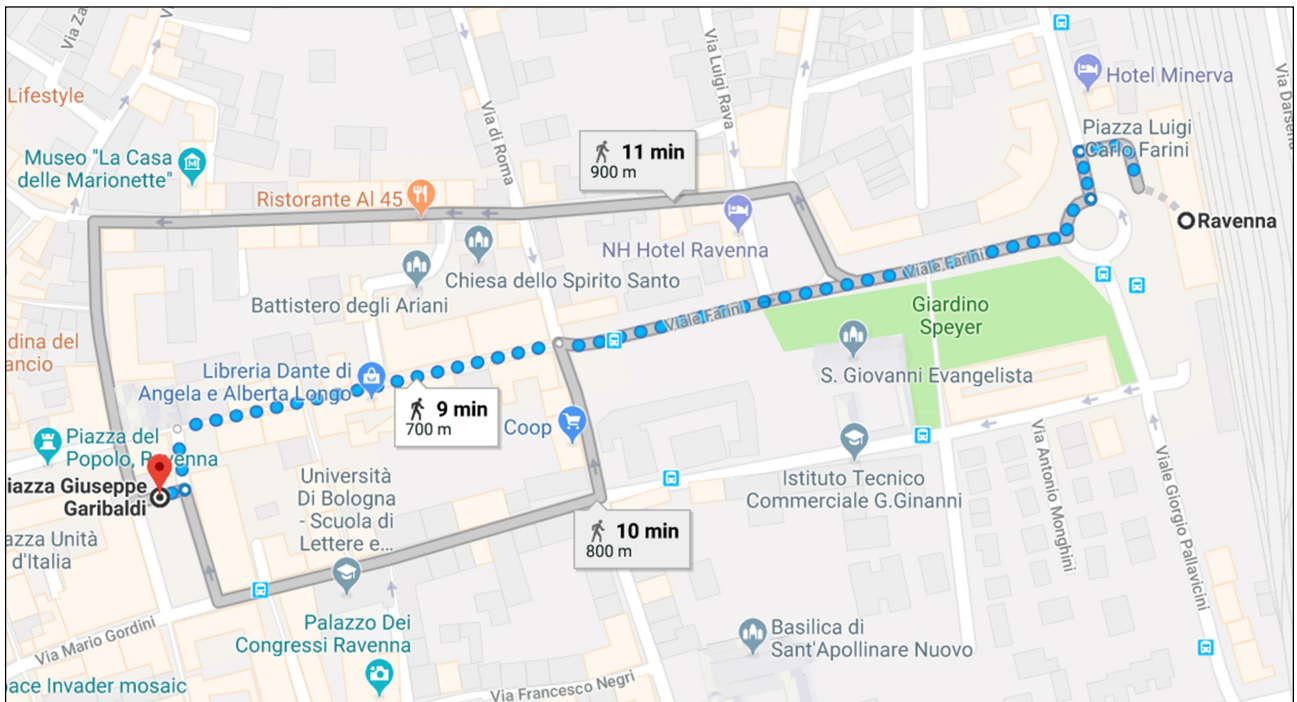 Via Za
Lifestyle
Museo "La Casa
delle Marionette"
Ristorante Al 45
Via di Roma
Via Luigi Rava
11 min
900 m
Hotel Minerva
Via Darsena
Piazza Luigi
Carlo Farini
Ravenna
NH Hotel Ravenna
Chiesa dello Spirito Santo
Battistero degli Ariani
Viale Farini
Viale Farini
Giardino
Speyer
S. Giovanni Evangelista
dina del
ancio
Libreria Dante di
Angela e Alberta Longo
9 min
700 m
Coop
Piazza del
Popolo, Ravenna
iazza Giuseppe
Garibaldi
azza Unità
d'Italia
Università
Di Bologna
- Scuola di
Lettere e...
Istituto Tecnico
Commerciale G.Ginanni
10 min
800 m
Via Antonio Monghini
Viale Giorgio Pallavicini
Via Mario Gordini
Palazzo Dei
Congressi Ravenna
Basilica di
Sant'Apollinare Nuovo
Via Francesco Negri
pace Invader mosaic